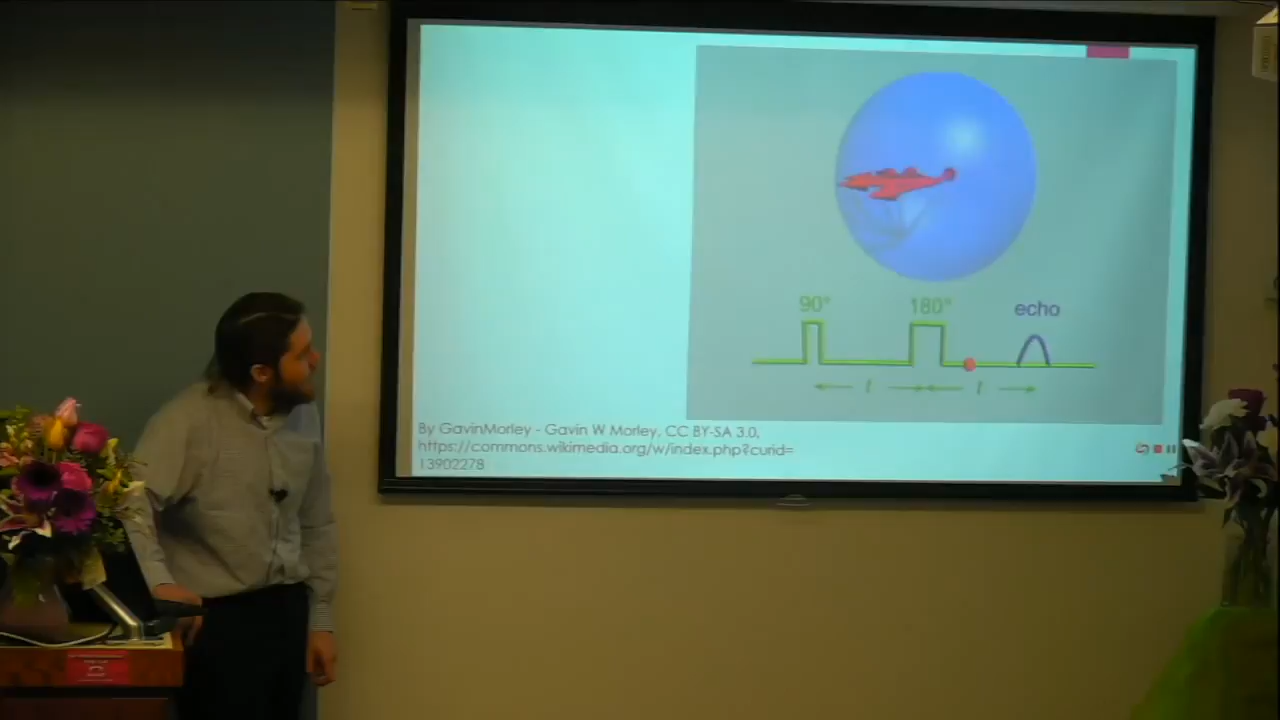 90° 180° echo
t t
By GavinMorley - Gavin W Morley, CC BY-SA 3.0,
https://commons.wikimedia.org/w/index.php?curid=
13902278